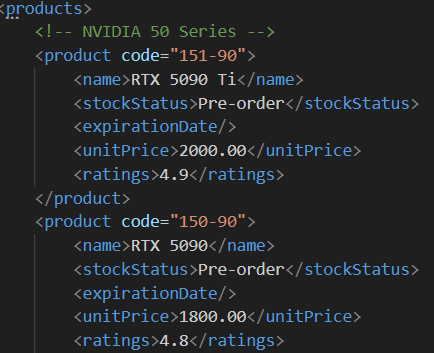 <products>
<!-- NVIDIA 50 Series -->
<product code="151-90">
<name>RTX 5090 Ti</name>
<stockStatus>Pre-order</stockStatus>
<expirationDate/>
<unitPrice>2000.00</unitPrice>
<ratings>4.9</ratings>
</product>
<product code="150-90">
<name>RTX 5090</name>
<stockStatus>Pre-order</stockStatus>
<expirationDate/>
<unitPrice>1800.00</unitPrice>
<ratings>4.8</ratings>